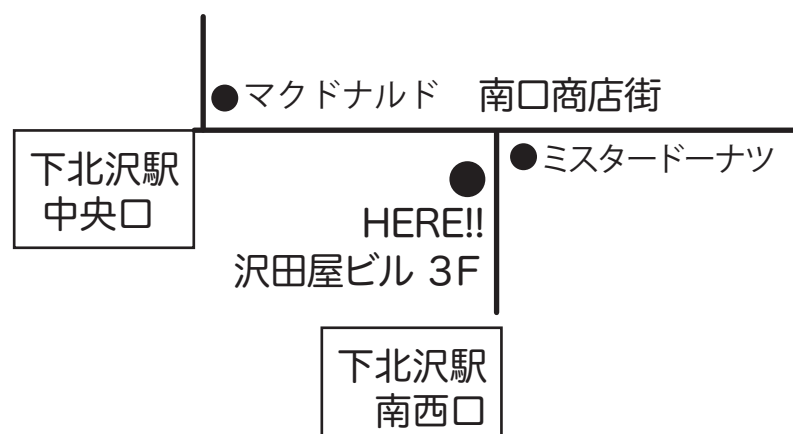 マクドナルド
南口商店街
下北沢駅
中央口
ミスタードーナツ
HERE!!
沢田屋ビル 3F
下北沢駅
南西口